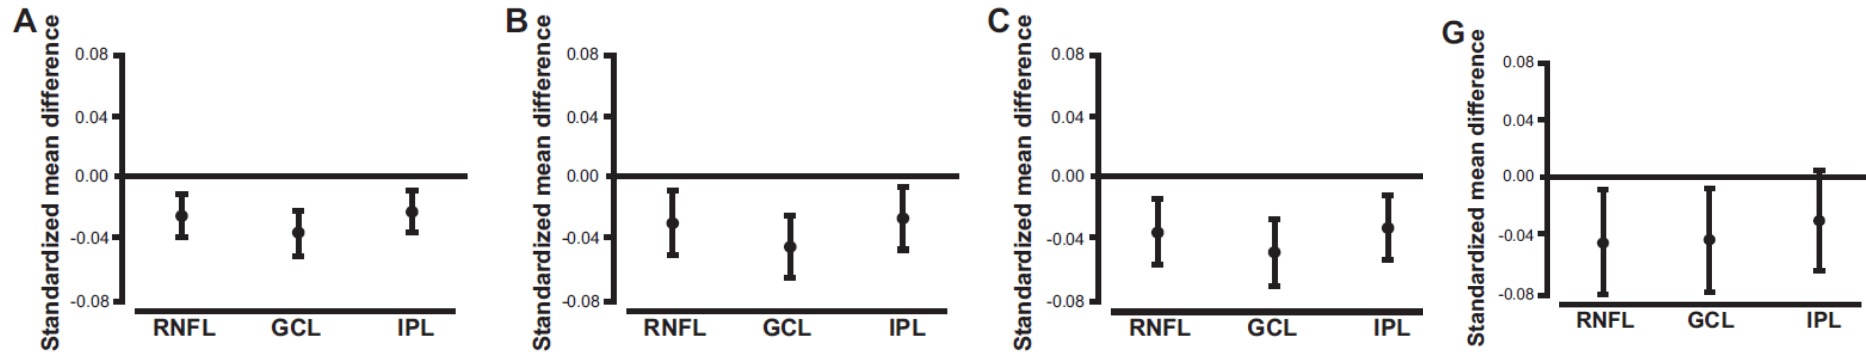 A
Standardized mean difference
0.08
0.04
0.00
-0.04
-0.08
RNFL GCL IPL
B
Standardized mean difference
0.08
0.04
0.00
-0.04
-0.08
RNFL GCL IPL
C
Standardized mean difference
0.08
0.04
0.00
-0.04
-0.08
RNFL GCL IPL
G
Standardized mean difference
0.08
0.04
0.00
-0.04
-0.08
RNFL GCL IPL